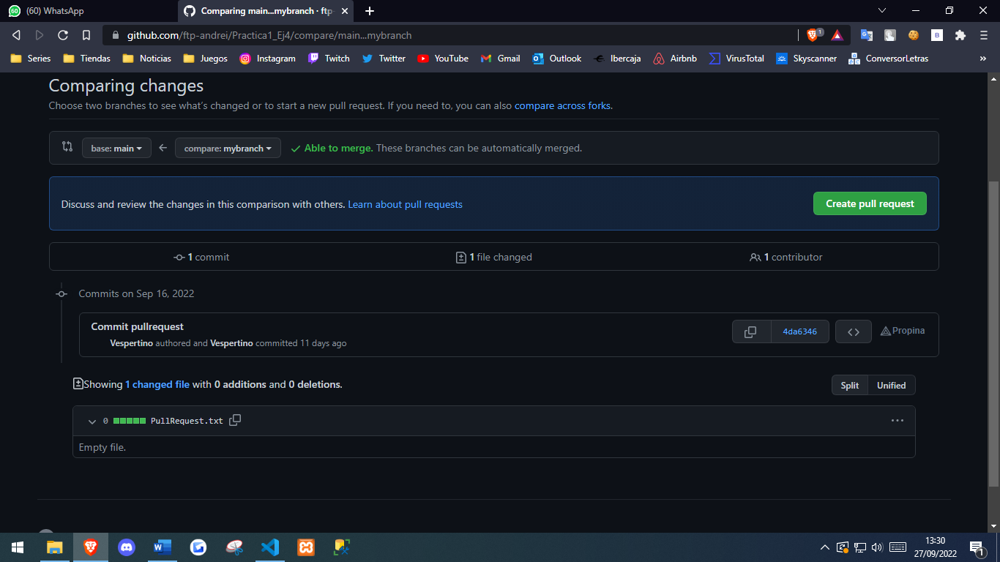 (60) WhatsApp
Comparing main...mybranch · ftp-
github.com/ftp-andrei/Practica1_Ej4/compare/main...mybranch
1
Series Tiendas Noticias Juegos Instagram Twitch Twitter YouTube Gmail Outlook Ibercaja Airbnb VirusTotal Skyscanner ConversorLetras »
Comparing changes
Choose two branches to see what's changed or to start a new pull request. If you need to, you can also compare across forks.
base: main compare: mybranch Able to merge. These branches can be automatically merged.
Discuss and review the changes in this comparison with others. Learn about pull requests
Create pull request
1 commit 1 file changed 1 contributor
Commits on Sep 16, 2022
Commit pullrequest
Vespertino authored and Vespertino committed 11 days ago
4da6346
Propina
Showing 1 changed file with 0 additions and 0 deletions.
Split Unified
0 PullRequest.txt
Empty file.
13:30
27/09/2022
1